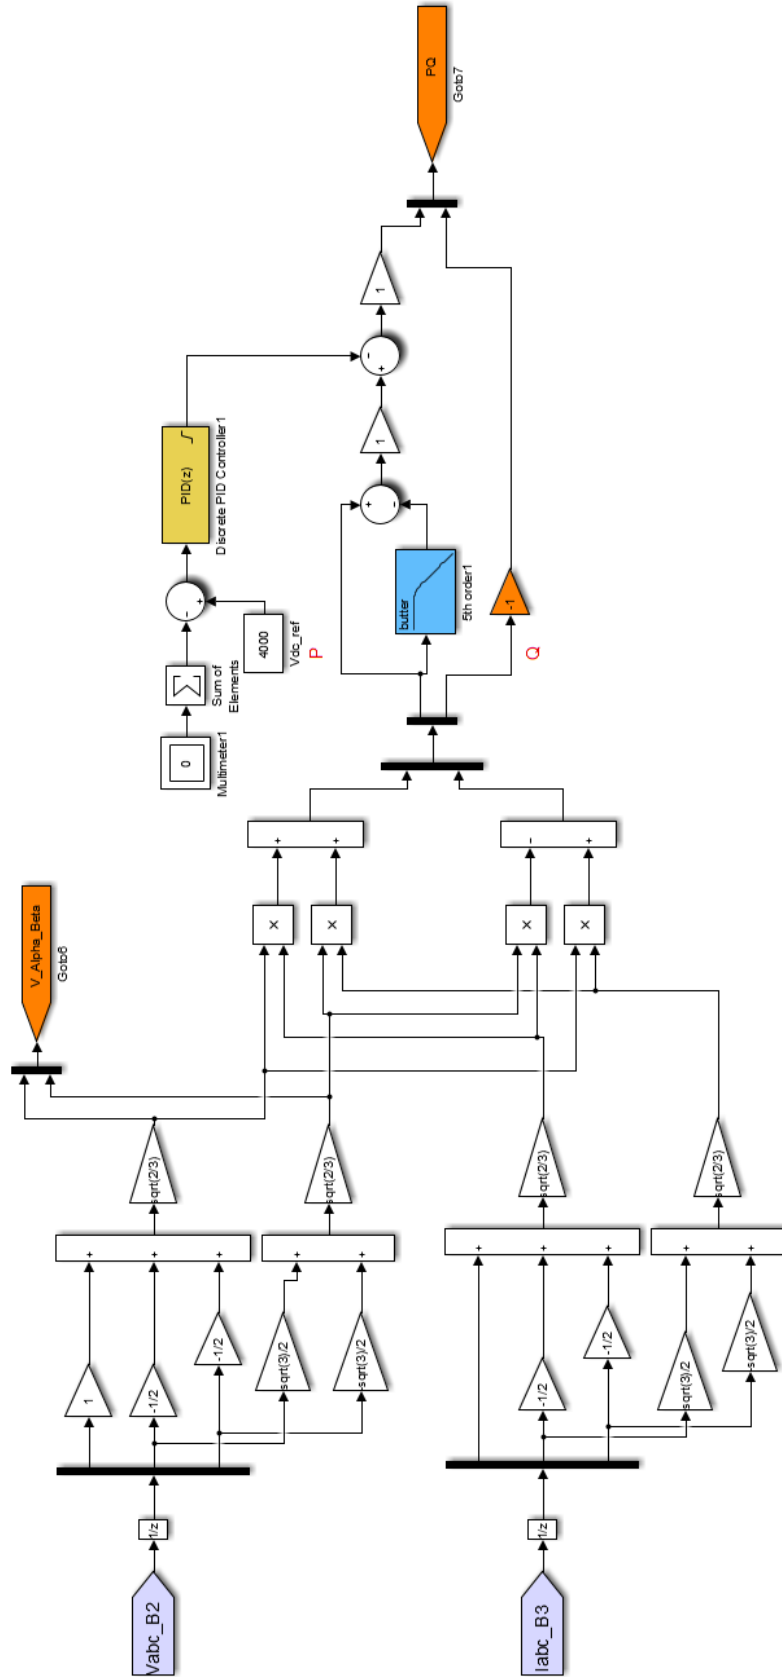 Vabc_B2
1/z
1
-1/2
-1/2
sqrt(3)/2
-sqrt(3)/2
+
+
+
+
+
sqrt(2/3)
sqrt(2/3)
V_Alpha_Beta
Goto6
Iabc_B3
1/z
-1/2
-1/2
sqrt(3)/2
-sqrt(3)/2
+
+
+
+
+
sqrt(2/3)
sqrt(2/3)
×
×
×
×
+
+
-
+
0
Multimeter1
Σ
Sum of
Elements
4000
Vdc_ref
-
+
PID(z)
Discrete PID Controller1
P
butter
5th order1
+
-
1
-
+
1
Q
-1
PQ
Goto7